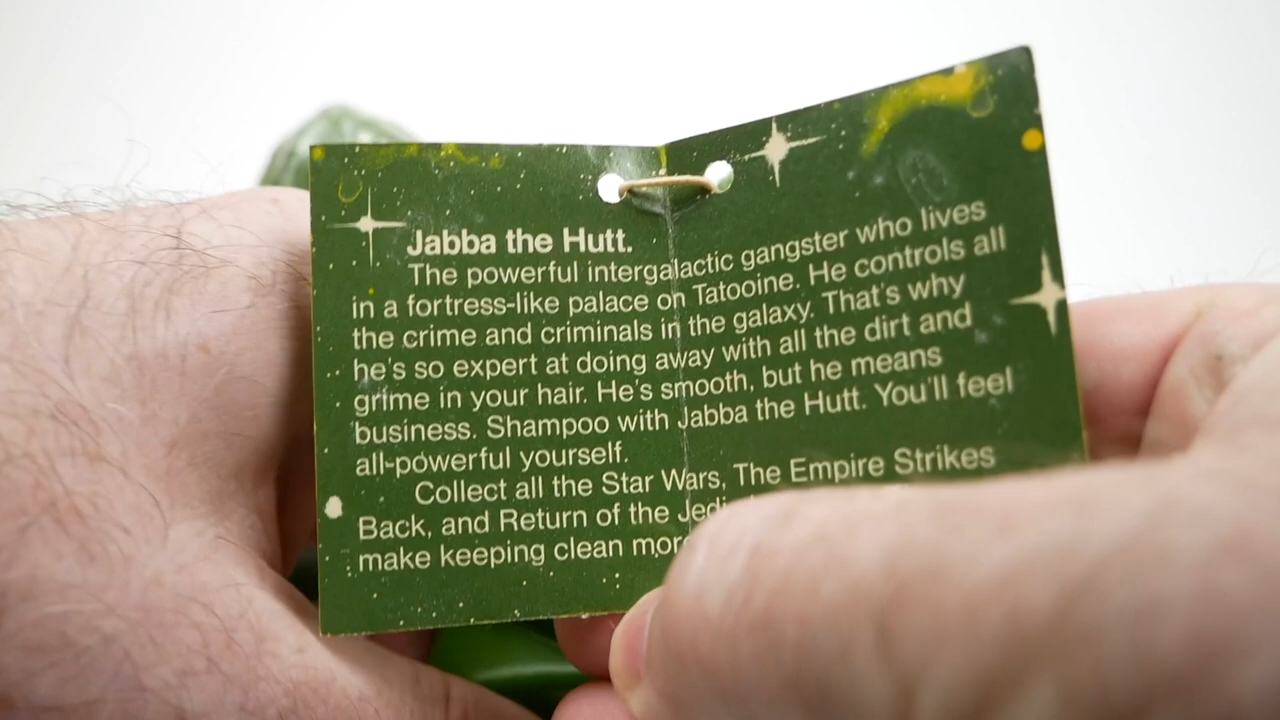 Jabba the Hutt.
The powerful intergalactic gangster who lives
in a fortress-like palace on Tatooine. He controls all
the crime and criminals in the galaxy. That's why
he's so expert at doing away with all the dirt and
grime in your hair. He's smooth, but he means
business. Shampoo with Jabba the Hutt. You'll feel
all-powerful yourself.
Collect all the Star Wars, The Empire Strikes
Back, and Return of the Jedi
make keeping clean more